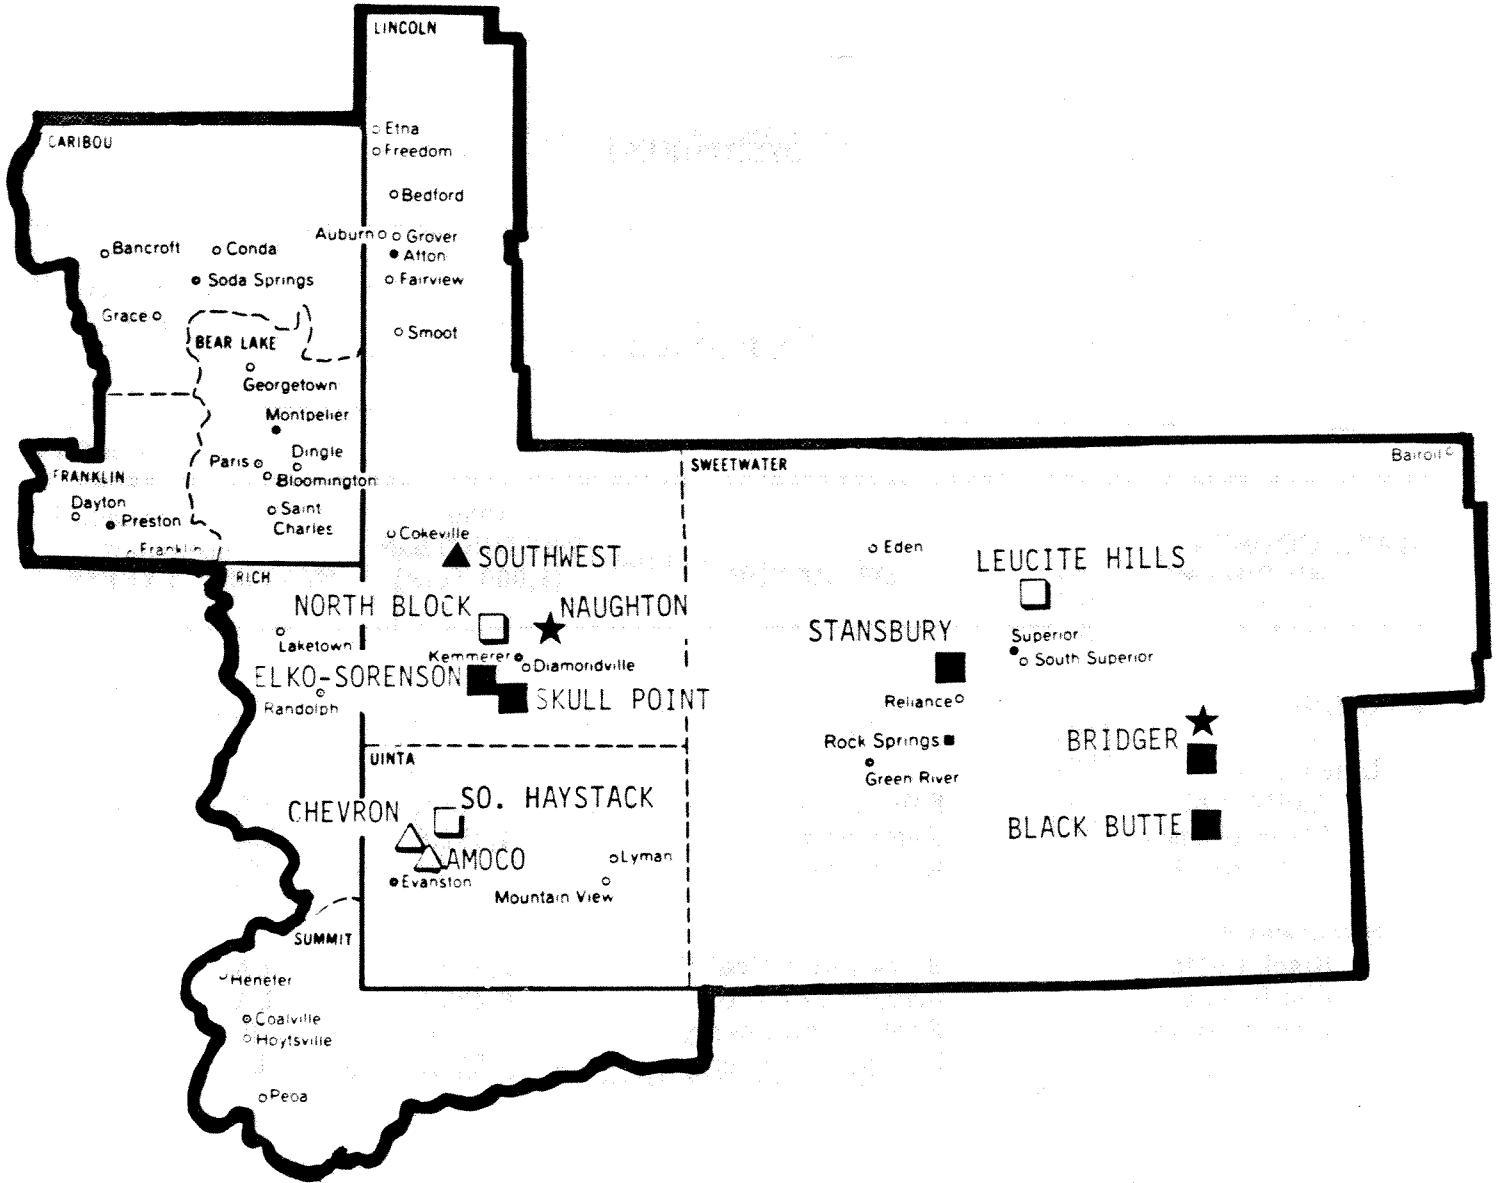 LINCOLN
Etna
CARIBOU
Freedom
Bedford
Auburn
Grover
Afton
Bancroft
Conda
Soda Springs
Fairview
Grace
Smoot
BEAR LAKE
Georgetown
Montpelier
Dingle
Paris
Bloomington
SWEETWATER
Bairoil
FRANKLIN
Dayton
Preston
Saint
Charles
Franklin
Cokeville
SOUTHWEST
Eden
LEUCITE HILLS
RICH
NORTH BLOCK
NAUGHTON
STANSBURY
Superior
South Superior
Laketown
Kemmerer
Diamondville
ELKO-SORENSON
SKULL POINT
Randolph
Reliance
Rock Springs
BRIDGER
Green River
UINTA
CHEVRON
SO. HAYSTACK
BLACK BUTTE
AMOCO
Lyman
Evanston
Mountain View
SUMMIT
Henefer
Coalville
Hoytsville
Peoa